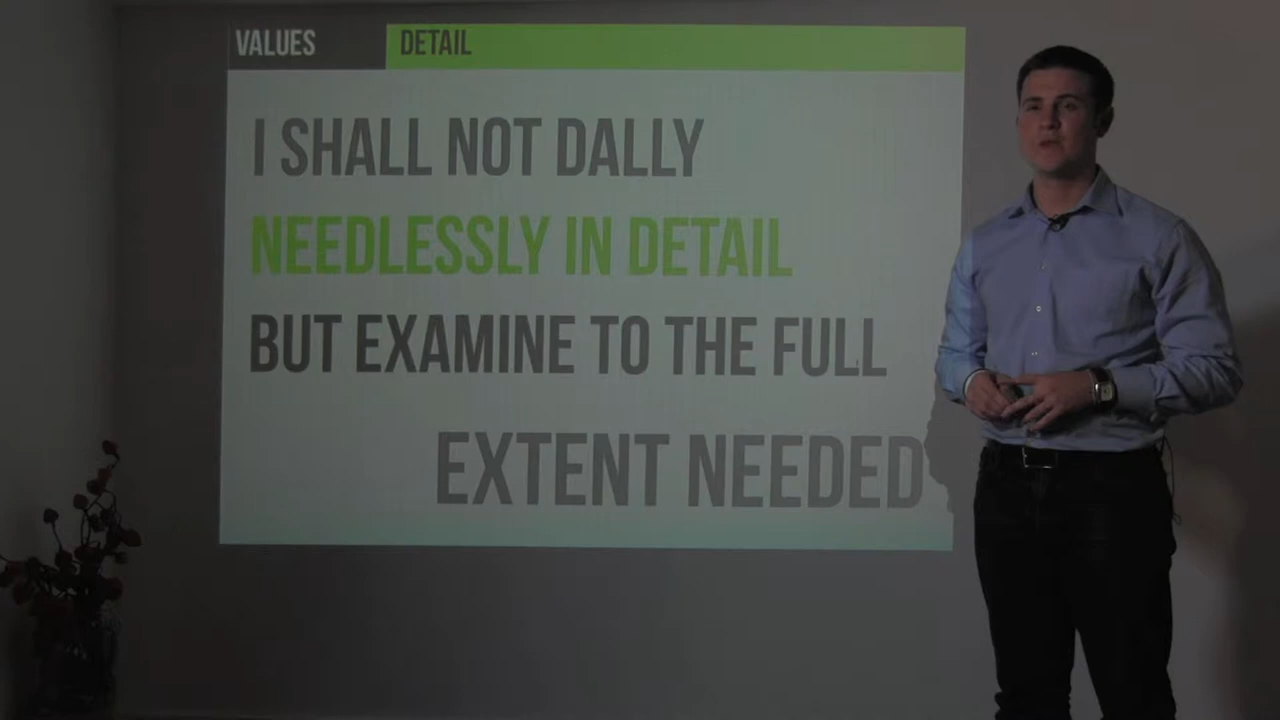 VALUES DETAIL
I SHALL NOT DALLY
NEEDLESSLY IN DETAIL
BUT EXAMINE TO THE FULL
EXTENT NEEDED